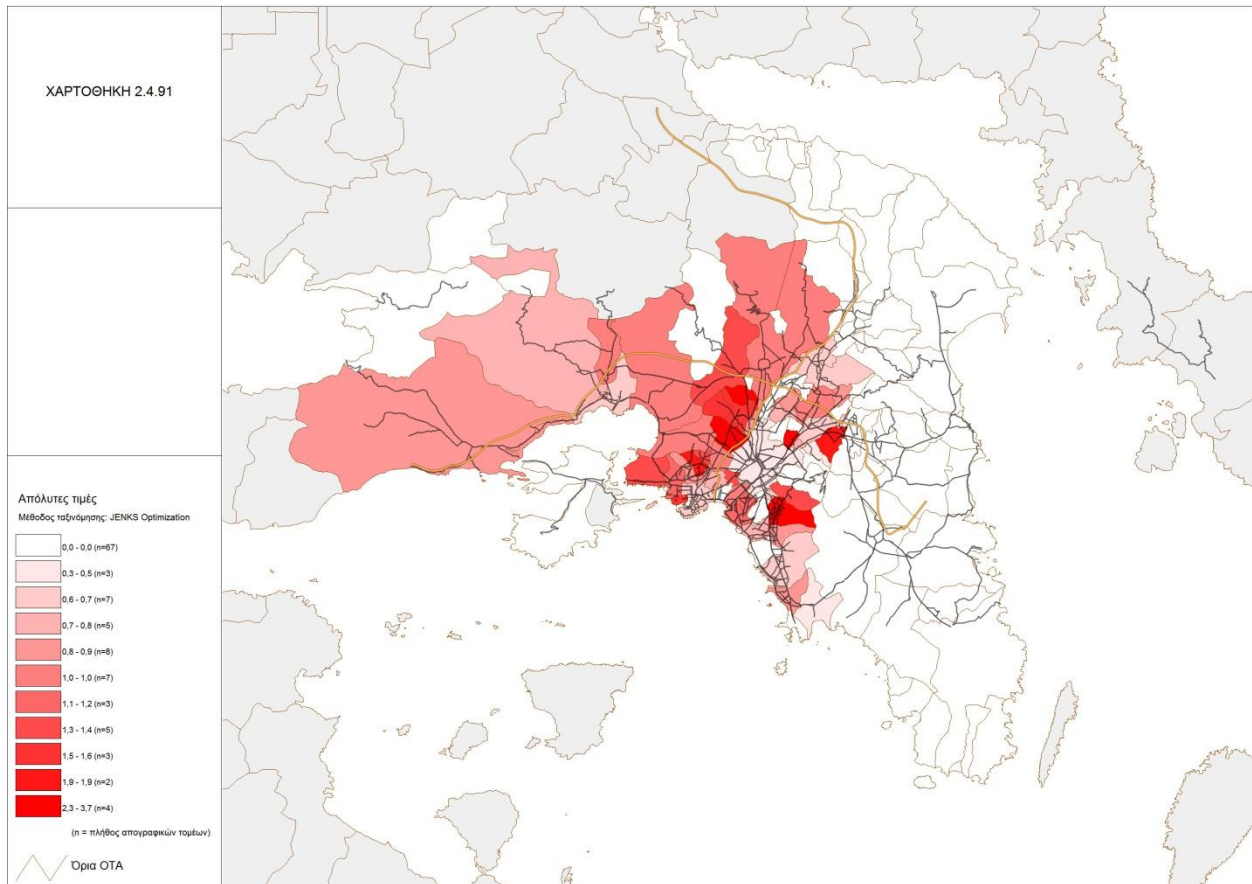 ΧΑΡΤΟΘΗΚΗ 2.4.91
Απόλυτες τιμές
Μέθοδος ταξινόμησης: JENKS Optimization
0,0 - 0,0 (n=67)
0,3 - 0,5 (n=3)
0,6 - 0,7 (n=7)
0,7 - 0,8 (n=5)
0,8 - 0,9 (n=8)
1,0 - 1,0 (n=7)
1,1 - 1,2 (n=3)
1,3 - 1,4 (n=5)
1,5 - 1,6 (n=3)
1,9 - 1,9 (n=2)
2,3 - 3,7 (n=4)
(n = πλήθος απογραφικών τομέων)
Όρια ΟΤΑ